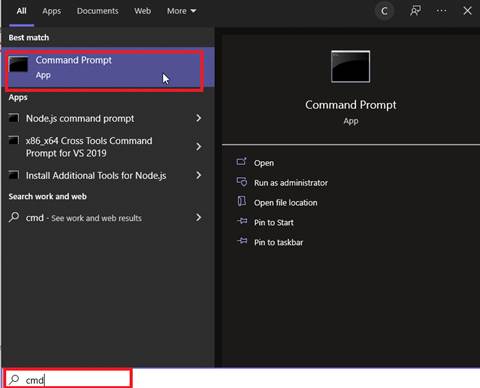 All Apps Documents Web More
C
Best match
Command Prompt
App
Apps
Node.js command prompt
x86_x64 Cross Tools Command
Prompt for VS 2019
Install Additional Tools for Node.js
Search work and web
cmd - See work and web results
Command Prompt
App
Open
Run as administrator
Open file location
Pin to Start
Pin to taskbar
cmd